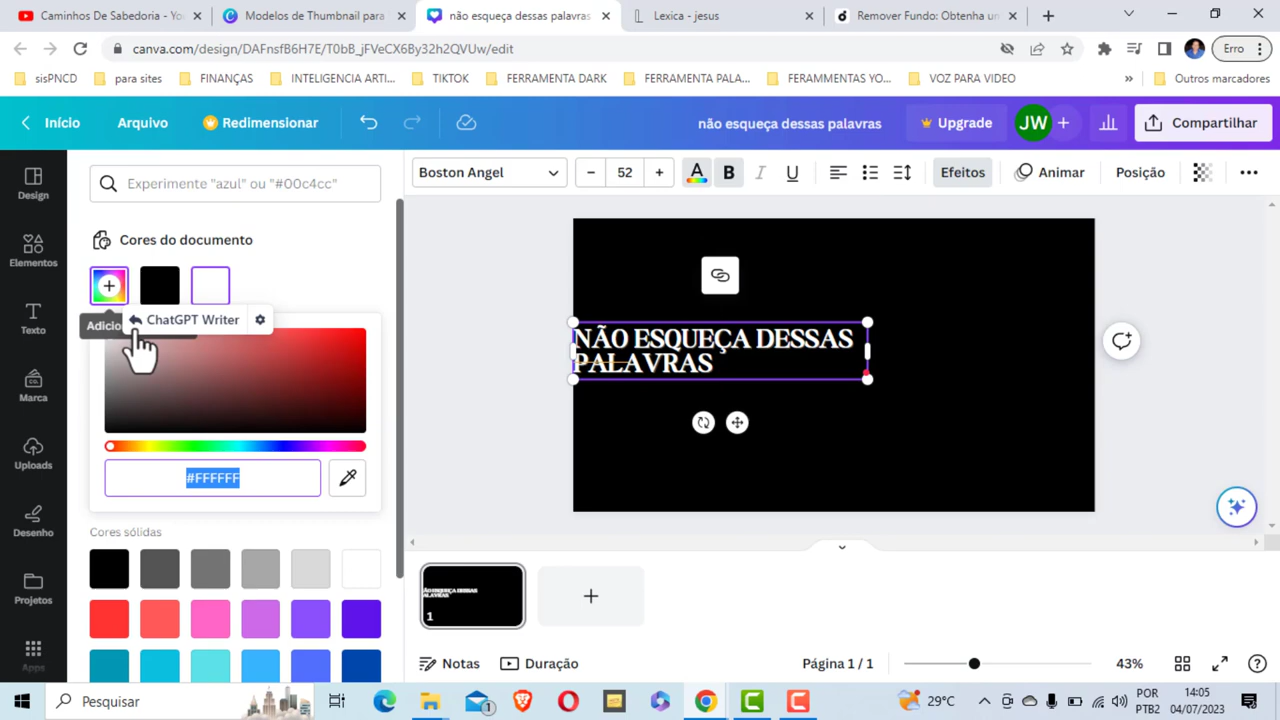 Caminhos De Sabedoria - Yo
Modelos de Thumbnail para
não esqueça dessas palavras
Lexica - jesus
Remover Fundo: Obtenha um
canva.com/design/DAFnsfB6H7E/T0bB_jFVeCX6By32h2QVUw/edit
Erro
sisPNCD
para sites
FINANÇAS
INTELIGENCIA ARTI...
TIKTOK
FERRAMENTA DARK
FERRAMENTA PALA...
FERAMMENTAS YO...
VOZ PARA VIDEO
»
Outros marcadores
Início
Arquivo
Redimensionar
não esqueça dessas palavras
Upgrade
JW
Compartilhar
Experimente "azul" ou "#00c4cc"
Boston Angel
52
A
B
I
U
Efeitos
Animar
Posição
Design
Elementos
Texto
Marca
Uploads
Desenho
Projetos
Apps
Cores do documento
Adicio
ChatGPT Writer
#FFFFFF
Cores sólidas
NÃO ESQUEÇA DESSAS
PALAVRAS
1
Notas
Duração
Página 1 / 1
43%
Pesquisar
1
29°C
POR
PTB2
14:05
04/07/2023